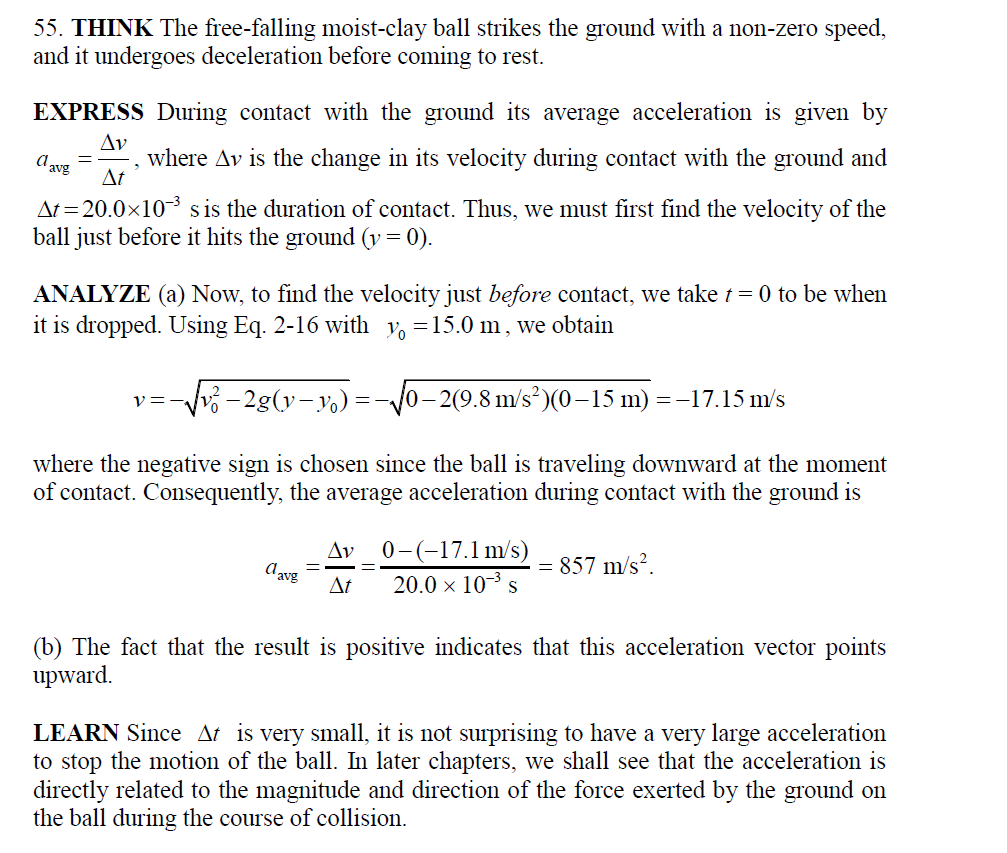 55. THINK The free-falling moist-clay ball strikes the ground with a non-zero speed,
and it undergoes deceleration before coming to rest.
EXPRESS During contact with the ground its average acceleration is given by
a_avg = Δv/Δt , where Δv is the change in its velocity during contact with the ground and
Δt = 20.0×10⁻³ s is the duration of contact. Thus, we must first find the velocity of the
ball just before it hits the ground (y = 0).
ANALYZE (a) Now, to find the velocity just before contact, we take t = 0 to be when
it is dropped. Using Eq. 2-16 with y₀ = 15.0 m , we obtain
v = −√(v₀² − 2g(y − y₀)) = −√(0 − 2(9.8 m/s²)(0 − 15 m)) = −17.15 m/s
where the negative sign is chosen since the ball is traveling downward at the moment
of contact. Consequently, the average acceleration during contact with the ground is
a_avg = Δv/Δt = (0 − (−17.1 m/s))/(20.0 × 10⁻³ s) = 857 m/s².
(b) The fact that the result is positive indicates that this acceleration vector points
upward.
LEARN Since Δt is very small, it is not surprising to have a very large acceleration
to stop the motion of the ball. In later chapters, we shall see that the acceleration is
directly related to the magnitude and direction of the force exerted by the ground on
the ball during the course of collision.